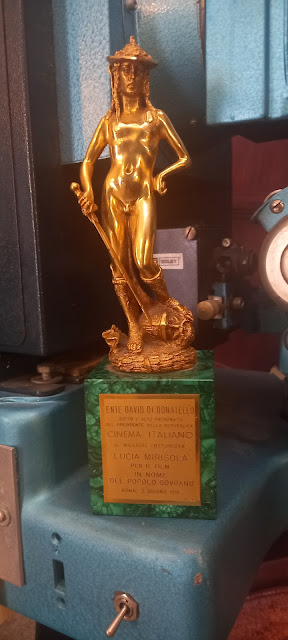 ENTE DAVID DI DONATELLO
SOTTO L'ALTO PATRONATO
DEL PRESIDENTE DELLA REPUBBLICA
CINEMA ITALIANO
LUCIA MIRISOLA
PER IL FILM
IN NOME
DEL POPOLO SOVRANO
ROMA,